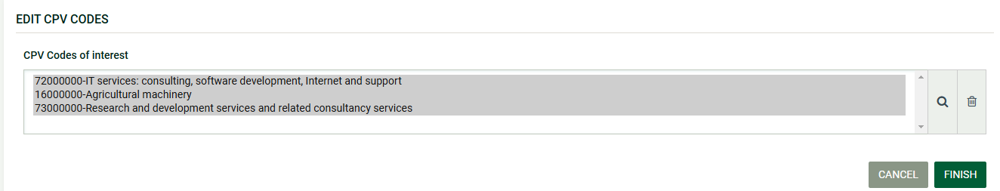 EDIT CPV CODES
CPV Codes of interest
72000000-IT services: consulting, software development, Internet and support
16000000-Agricultural machinery
73000000-Research and development services and related consultancy services
CANCEL FINISH